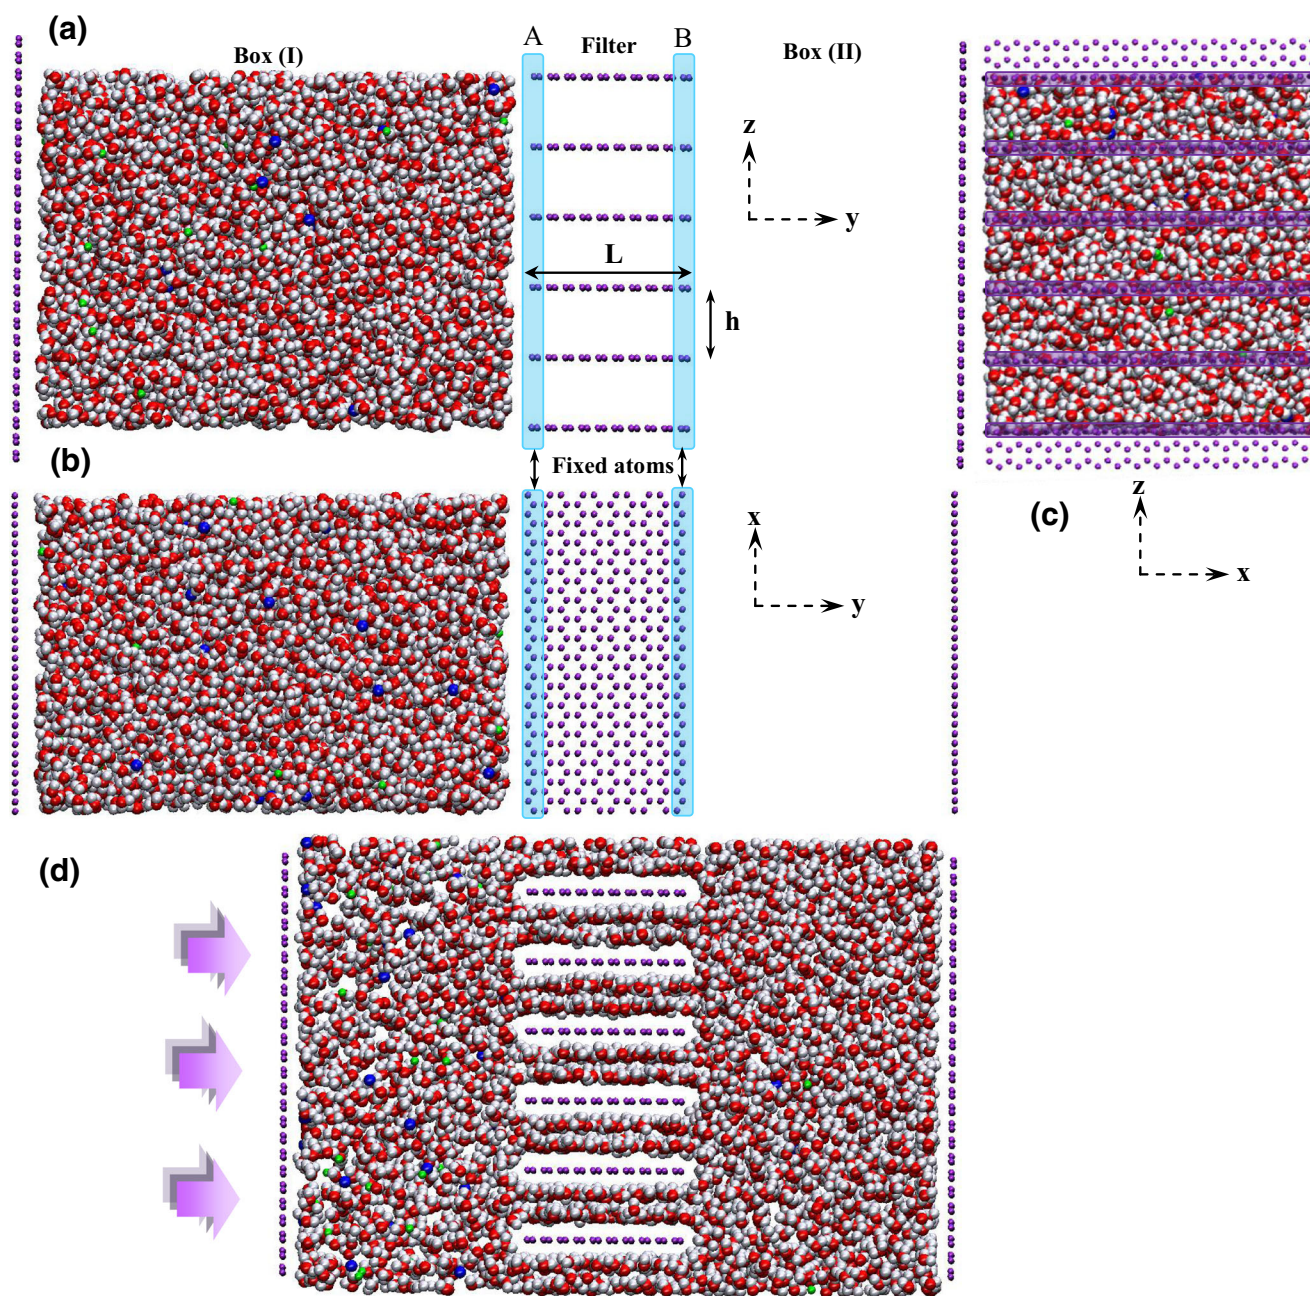 (a)
Box (I)
A
Filter
B
Box (II)
z
y
L
h
(b)
Fixed atoms
x
y
(c)
z
x
(d)